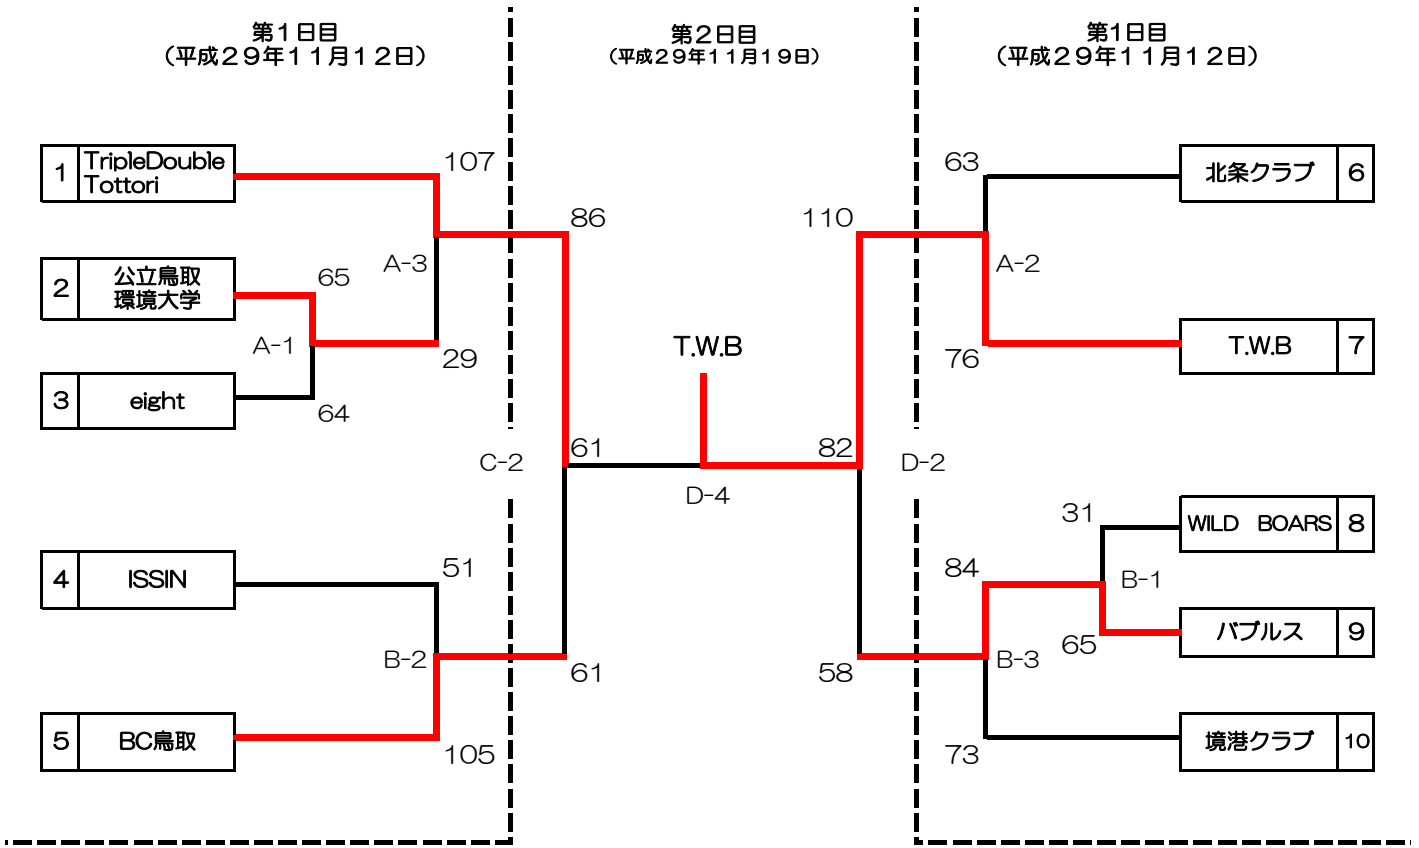 第１日目
（平成２９年１１月１２日）
第２日目
（平成２９年１１月１９日）
第1日目
（平成２９年１１月１２日）
1
TripleDouble
Tottori
107
2
公立鳥取
環境大学
65
A-1
3
eight
64
A-3
29
86
C-2
61
4
ISSIN
51
B-2
5
BC鳥取
105
61
T.W.B
D-4
110
82
D-2
58
63
北条クラブ
6
A-2
76
T.W.B
7
31
WILD　BOARS
8
84
B-1
65
バブルス
9
B-3
73
境港クラブ
10